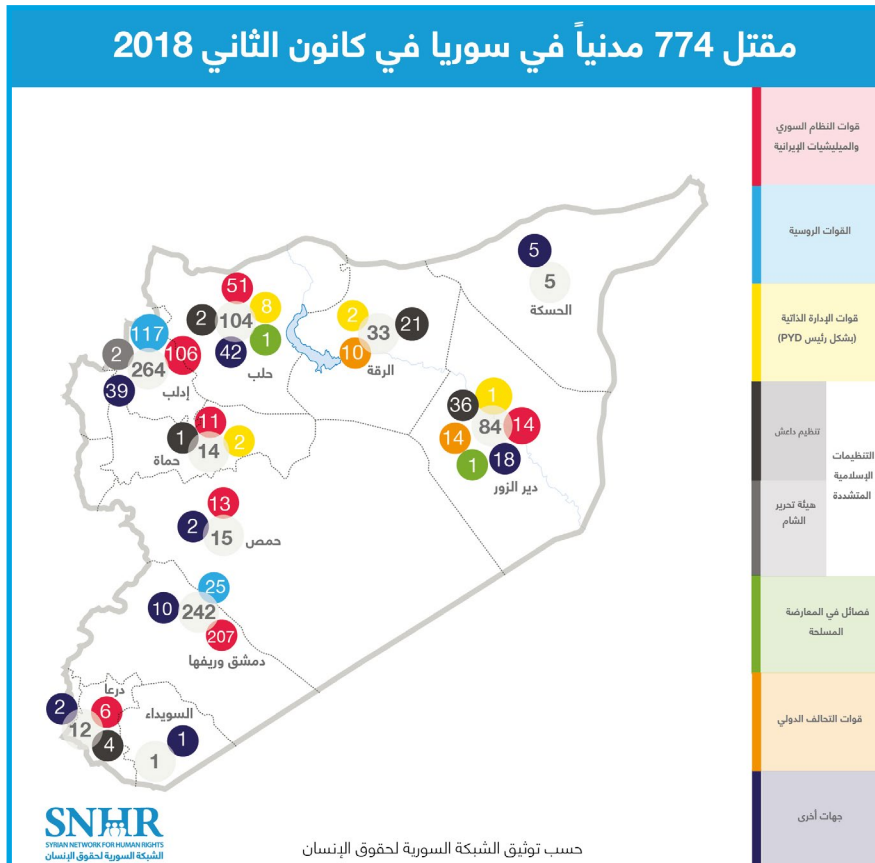 مقتل 774 مدنياً في سوريا في كانون الثاني 2018
قوات النظام السوري
والميليشيات الإيرانية
القوات الروسية
قوات الإدارة الذاتية
(بشكل رئيس PYD)
التنظيمات
الإسلامية
المتشددة
تنظيم داعش
هيئة تحرير
الشام
فصائل في المعارضة
المسلحة
قوات التحالف الدولي
جهات أخرى
5
5
الحسكة
51
8
2
104
1
42
حلب
2
21
33
10
الرقة
117
2
106
264
39
إدلب
1
36
84
14
14
1
18
دير الزور
11
1
2
14
حماة
13
2
15
حمص
25
10
242
207
دمشق وريفها
درعا
2
6
12
4
السويداء
1
1
SNHR
SYRIAN NETWORK FOR HUMAN RIGHTS
الشبكة السورية لحقوق الإنسان
حسب توثيق الشبكة السورية لحقوق الإنسان